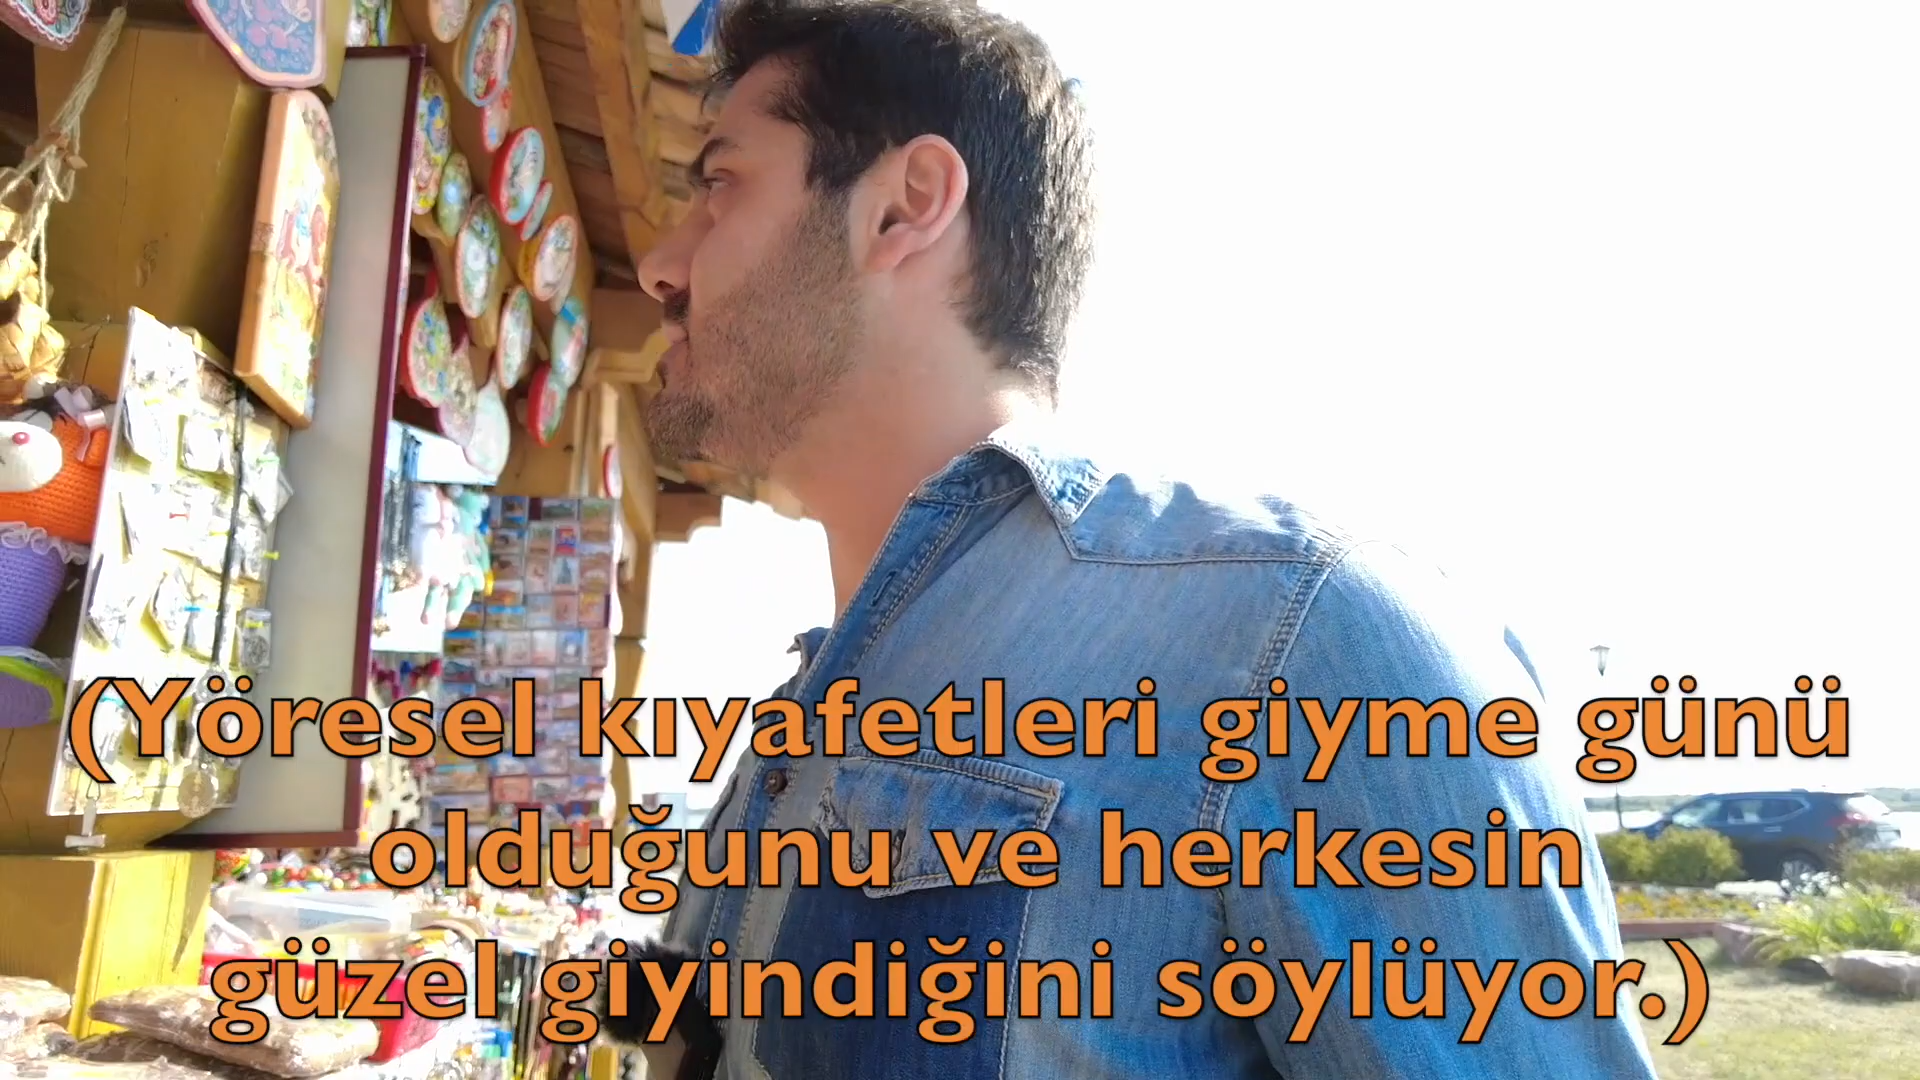 (Yöresel kıyafetleri giyme günü
olduğunu ve herkesin
güzel giyindiğini söylüyor.)